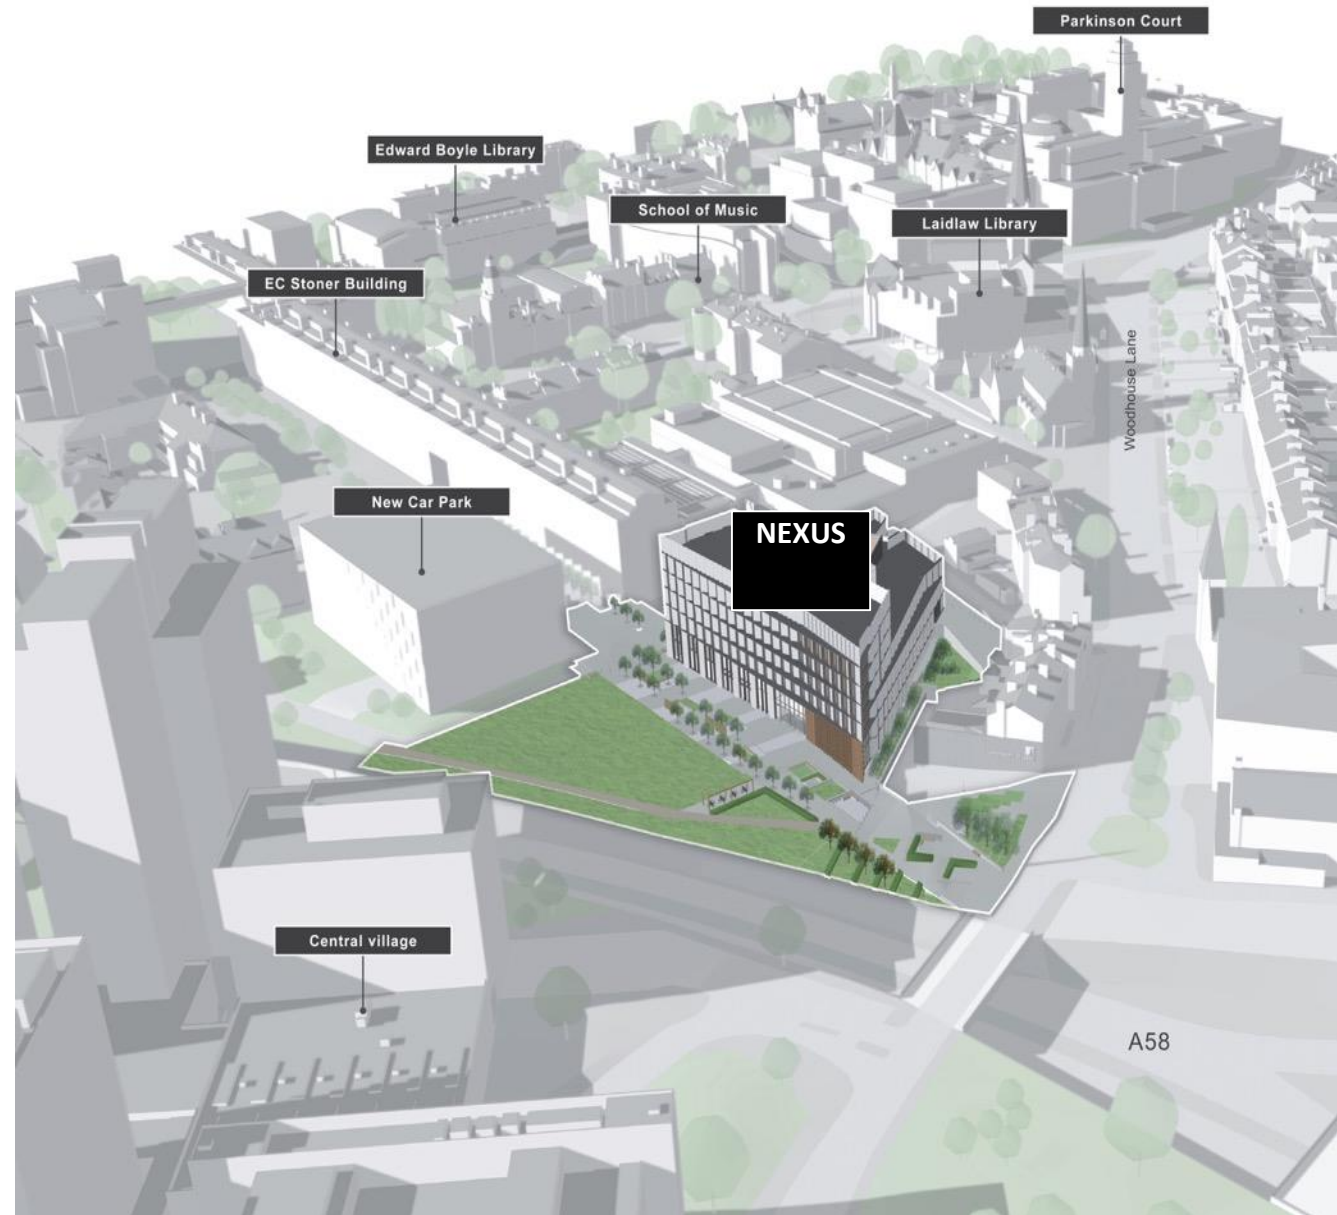 Parkinson Court
Edward Boyle Library
School of Music
Laidlaw Library
EC Stoner Building
Woodhouse Lane
New Car Park
NEXUS
Central village
A58